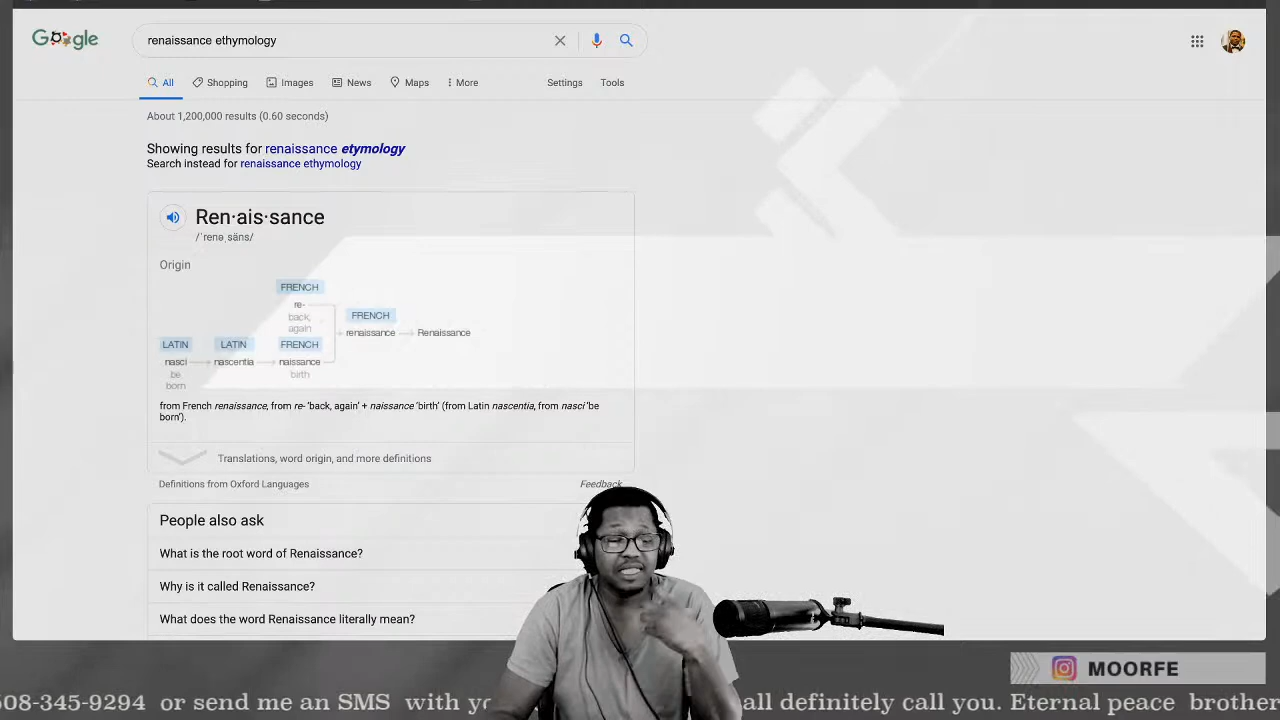 Google
renaissance ethymology
All Shopping Images News Maps More Settings Tools
About 1,200,000 results (0.60 seconds)
Showing results for renaissance etymology
Search instead for renaissance ethymology
Ren·ais·sance
/ˈrenəˌsäns/
Origin
FRENCH
re-
back,
again
FRENCH
renaissance
Renaissance
LATIN
nasci
be
born
LATIN
nascentia
FRENCH
naissance
birth
from French renaissance, from re- ‘back, again’ + naissance ‘birth’ (from Latin nascentia, from nasci ‘be
born’).
Translations, word origin, and more definitions
Definitions from Oxford Languages
Feedback
People also ask
What is the root word of Renaissance?
Why is it called Renaissance?
What does the word Renaissance literally mean?
MOORFE
508-345-9294 or send me an SMS with all definitely call you. Eternal peace brother